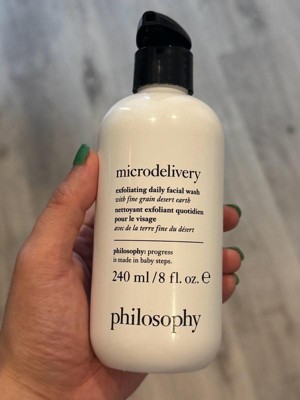 microdelivery
exfoliating daily facial wash
with fine grain desert earth
nettoyant exfoliant quotidien
pour le visage
avec de la terre fine du désert
philosophy: progress
is made in baby steps.
240 ml/8 fl. oz. ℮
philosophy